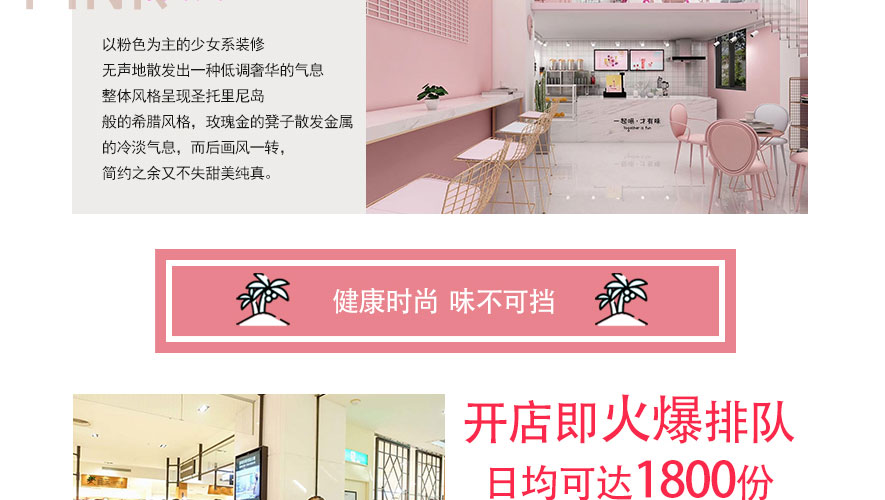 以粉色为主的少女系装修
无声地散发出一种低调奢华的气息
整体风格呈现圣托里尼岛
般的希腊风格，玫瑰金的凳子散发金属
的冷淡气息，而后画风一转，
简约之余又不失甜美纯真。
一起喝·才有味
Together is fun
健康时尚 味不可挡
开店即火爆排队
日均可达1800份